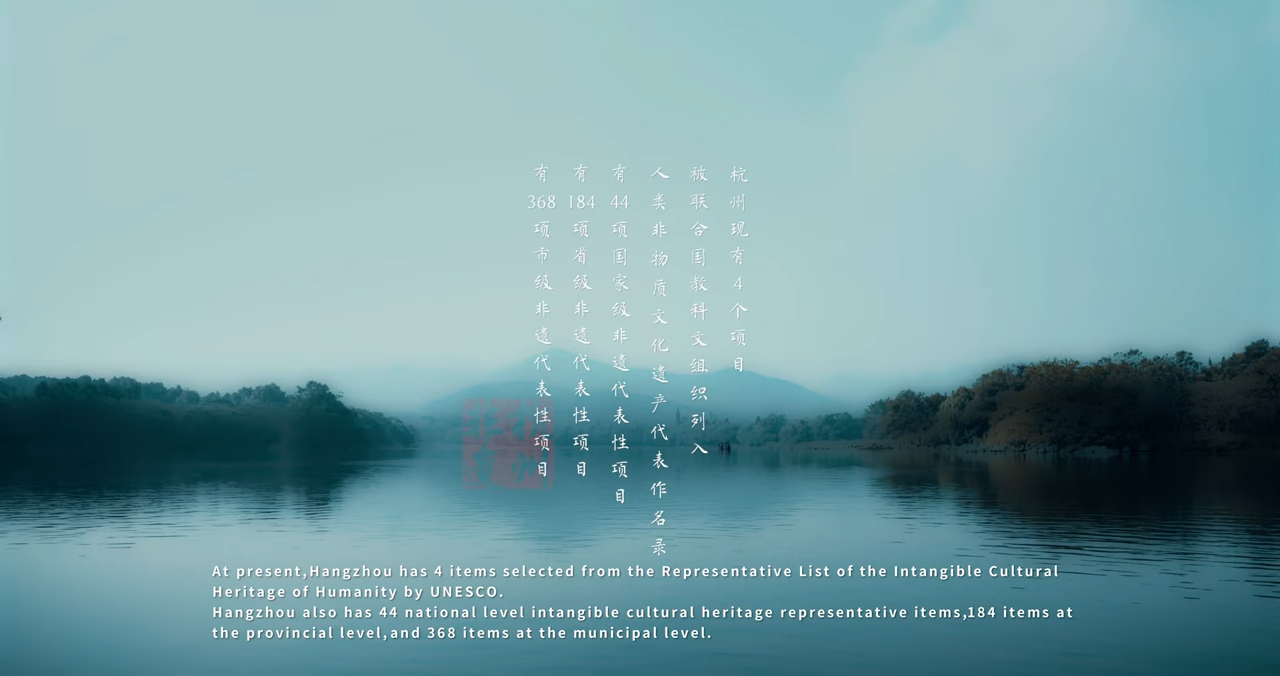 杭州现有4个项目
被联合国教科文组织列入
人类非物质文化遗产代表作名录
有44项国家级非遗代表性项目
有184项省级非遗代表性项目
有368项市级非遗代表性项目
At present,Hangzhou has 4 items selected from the Representative List of the Intangible Cultural
Heritage of Humanity by UNESCO.
Hangzhou also has 44 national level intangible cultural heritage representative items,184 items at
the provincial level,and 368 items at the municipal level.